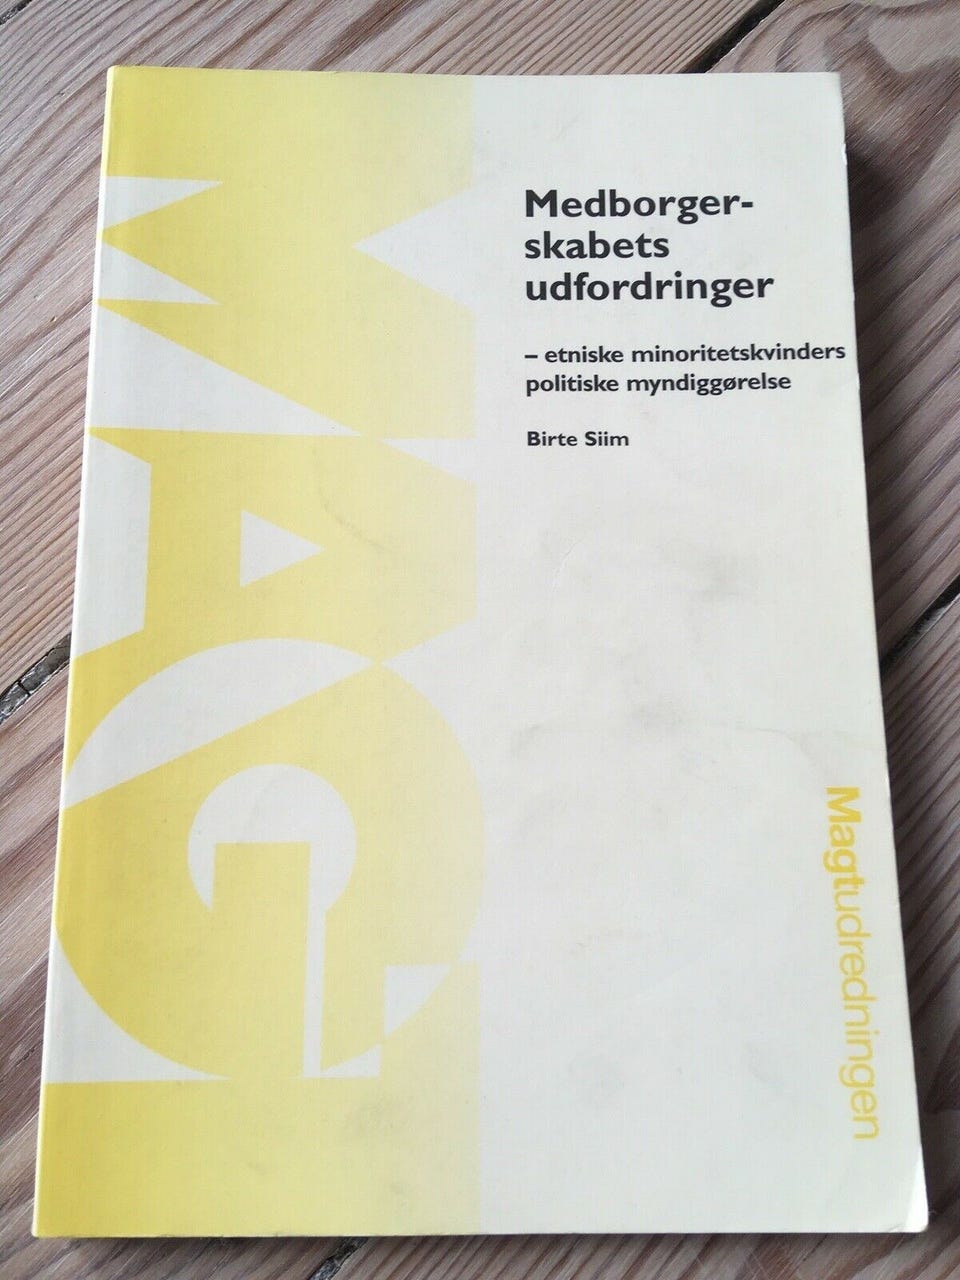 Medborger-
skabets
udfordringer
– etniske minoritetskvinders
politiske myndiggørelse
Birte Siim
MAGT
Magtudredningen